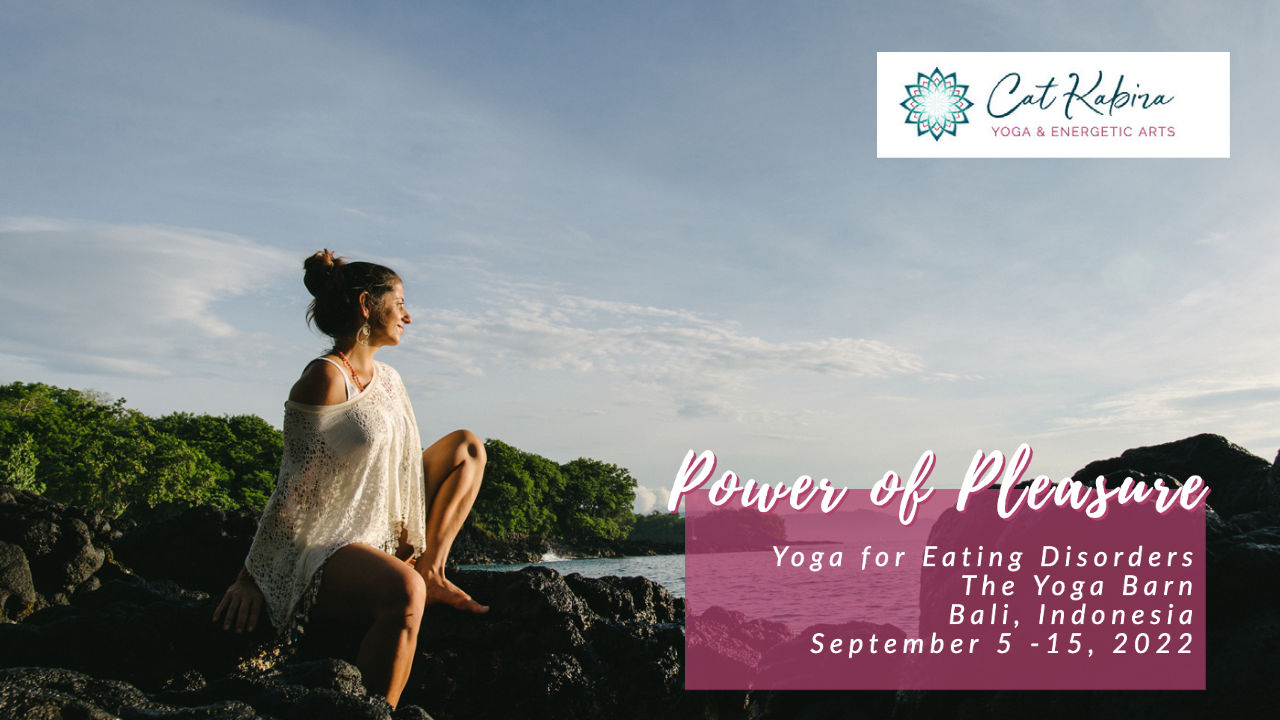 Cat Kabira
YOGA & ENERGETIC ARTS
Power of Pleasure
Yoga for Eating Disorders
The Yoga Barn
Bali, Indonesia
September 5 -15, 2022